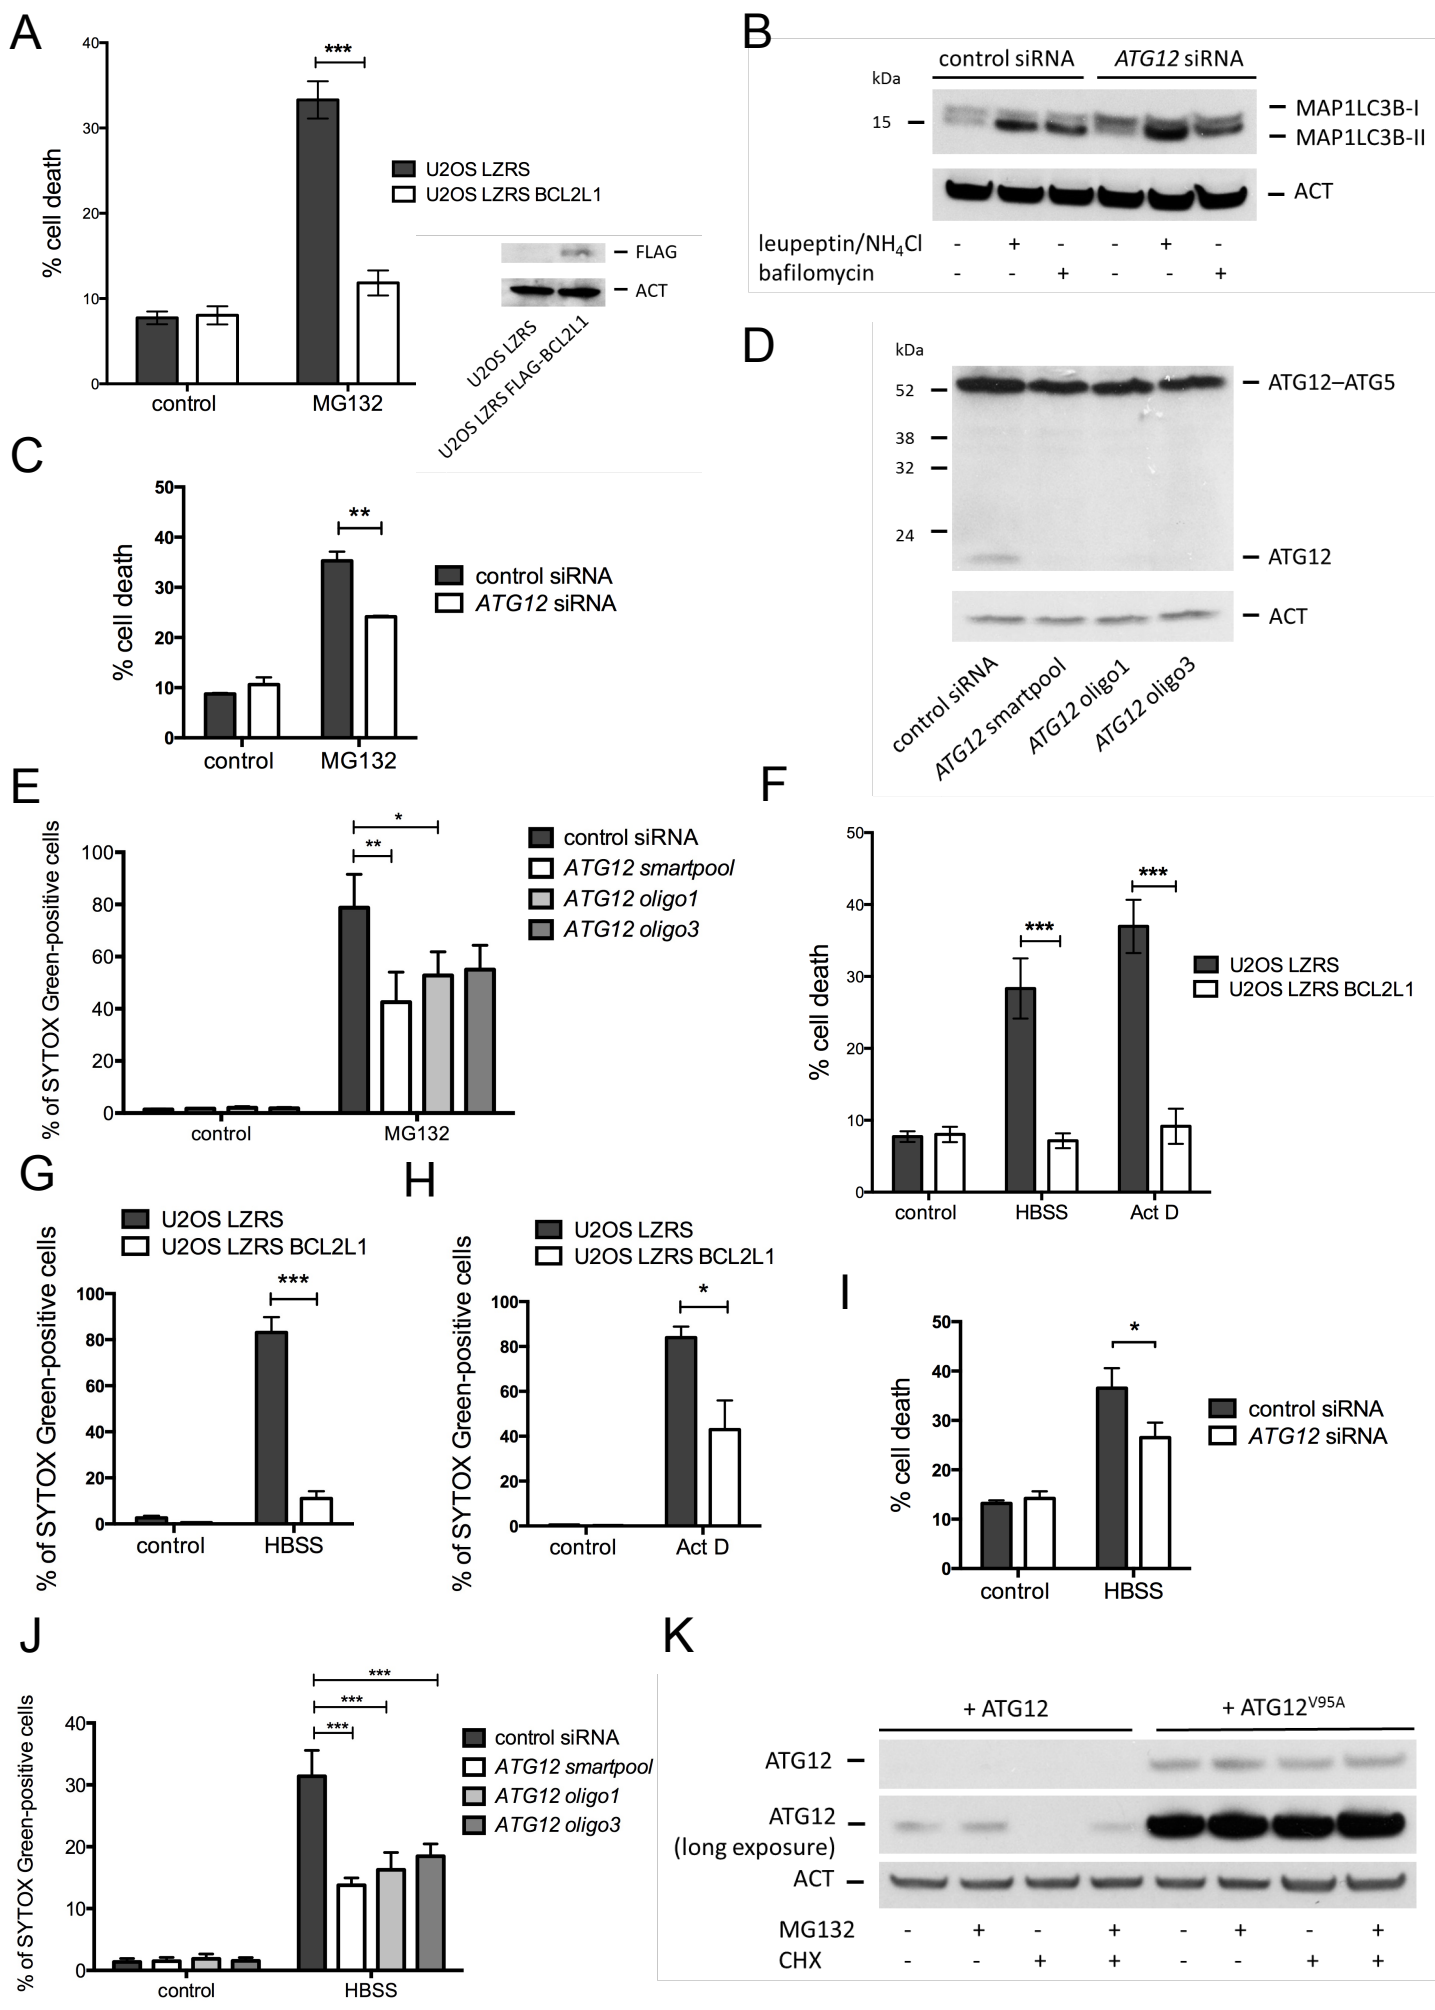 A
40
***
30
20
10
0
% cell death
control
MG132
U2OS LZRS
U2OS LZRS BCL2L1
FLAG
ACT
U2OS LZRS
U2OS LZRS FLAG-BCL2L1
B
control siRNA
ATG12 siRNA
kDa
15
MAP1LC3B-I
MAP1LC3B-II
ACT
leupeptin/NH4Cl - + - - + -
bafilomycin - - + - - +
C
50
40
30
20
10
0
% cell death
**
control
MG132
control siRNA
ATG12 siRNA
D
kDa
52
38
32
24
ATG12–ATG5
ATG12
ACT
control siRNA
ATG12 smartpool
ATG12 oligo1
ATG12 oligo3
E
% of SYTOX Green-positive cells
100
80
60
40
20
0
*
**
control
MG132
control siRNA
ATG12 smartpool
ATG12 oligo1
ATG12 oligo3
F
50
40
30
20
10
0
% cell death
***
***
control
HBSS
Act D
U2OS LZRS
U2OS LZRS BCL2L1
G
U2OS LZRS
U2OS LZRS BCL2L1
% of SYTOX Green-positive cells
100
80
60
40
20
0
***
control
HBSS
H
U2OS LZRS
U2OS LZRS BCL2L1
% of SYTOX Green-positive cells
100
80
60
40
20
0
*
control
Act D
I
50
40
30
20
10
0
% cell death
*
control
HBSS
control siRNA
ATG12 siRNA
J
% of SYTOX Green-positive cells
40
30
20
10
0
***
***
***
control
HBSS
control siRNA
ATG12 smartpool
ATG12 oligo1
ATG12 oligo3
K
+ ATG12
+ ATG12V95A
ATG12
ATG12
(long exposure)
ACT
MG132 - + - + - + - +
CHX - - + + - - + +